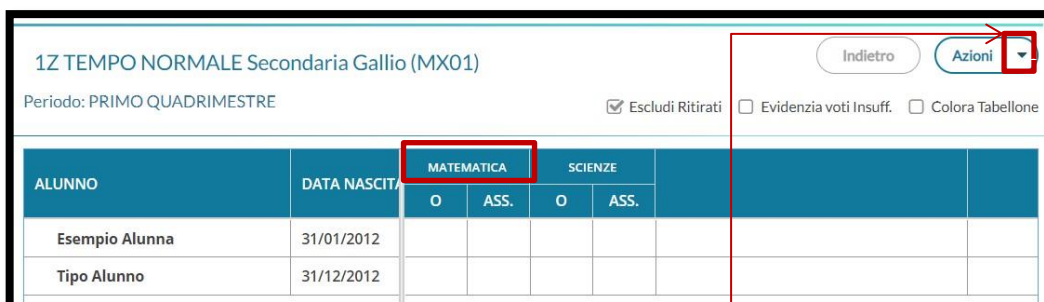 1Z TEMPO NORMALE Secondaria Gallio (MX01)
Indietro
Azioni
Periodo: PRIMO QUADRIMESTRE
Escludi Ritirati
Evidenzia voti Insuff.
Colora Tabellone
ALUNNO DATA NASCITA MATEMATICA SCIENZE
O ASS. O ASS.
Esempio Alunna 31/01/2012
Tipo Alunno 31/12/2012